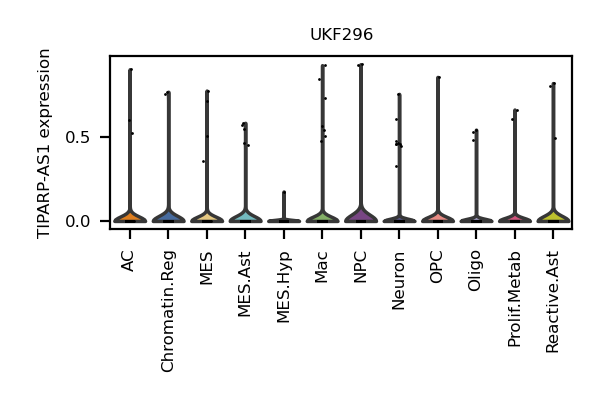 UKF296
TIPARP-AS1 expression
0.5
0.0
AC
Chromatin.Reg
MES
MES.Ast
MES.Hyp
Mac
NPC
Neuron
OPC
Oligo
Prolif.Metab
Reactive.Ast